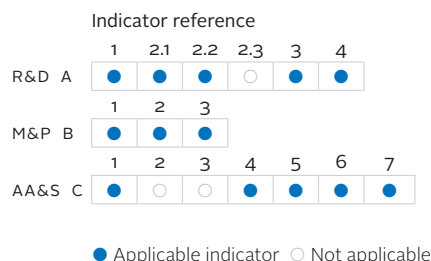 Indicator reference
1 2.1 2.2 2.3 3 4
R&D A
1 2 3
M&P B
1 2 3 4 5 6 7
AA&S C
Applicable indicator Not applicable